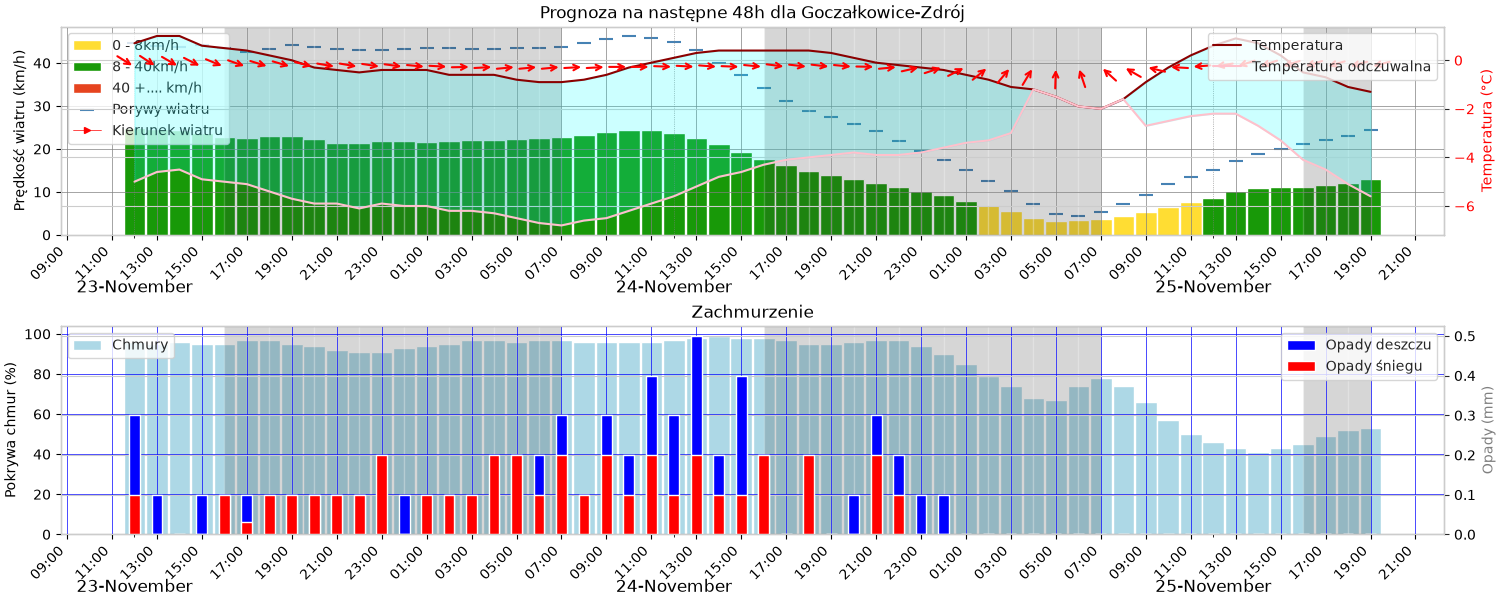 Prognoza na następne 48h dla Goczałkowice-Zdrój
Prędkość wiatru (km/h)
40
30
20
10
0
0 - 8km/h
8 - 40km/h
40 +.... km/h
Porywy wiatru
Kierunek wiatru
Temperatura
Temperatura odczuwalna
0
−2
−4
−6
Temperatura (°C)
09:00 11:00 13:00 15:00 17:00 19:00 21:00 23:00 01:00 03:00 05:00 07:00 09:00 11:00 13:00 15:00 17:00 19:00 21:00 23:00 01:00 03:00 05:00 07:00 09:00 11:00 13:00 15:00 17:00 19:00 21:00
23-November 24-November 25-November
Zachmurzenie
Pokrywa chmur (%)
100
80
60
40
20
0
Chmury
Opady deszczu
Opady śniegu
0.5
0.4
0.3
0.2
0.1
0.0
Opady (mm)
09:00 11:00 13:00 15:00 17:00 19:00 21:00 23:00 01:00 03:00 05:00 07:00 09:00 11:00 13:00 15:00 17:00 19:00 21:00 23:00 01:00 03:00 05:00 07:00 09:00 11:00 13:00 15:00 17:00 19:00 21:00
23-November 24-November 25-November